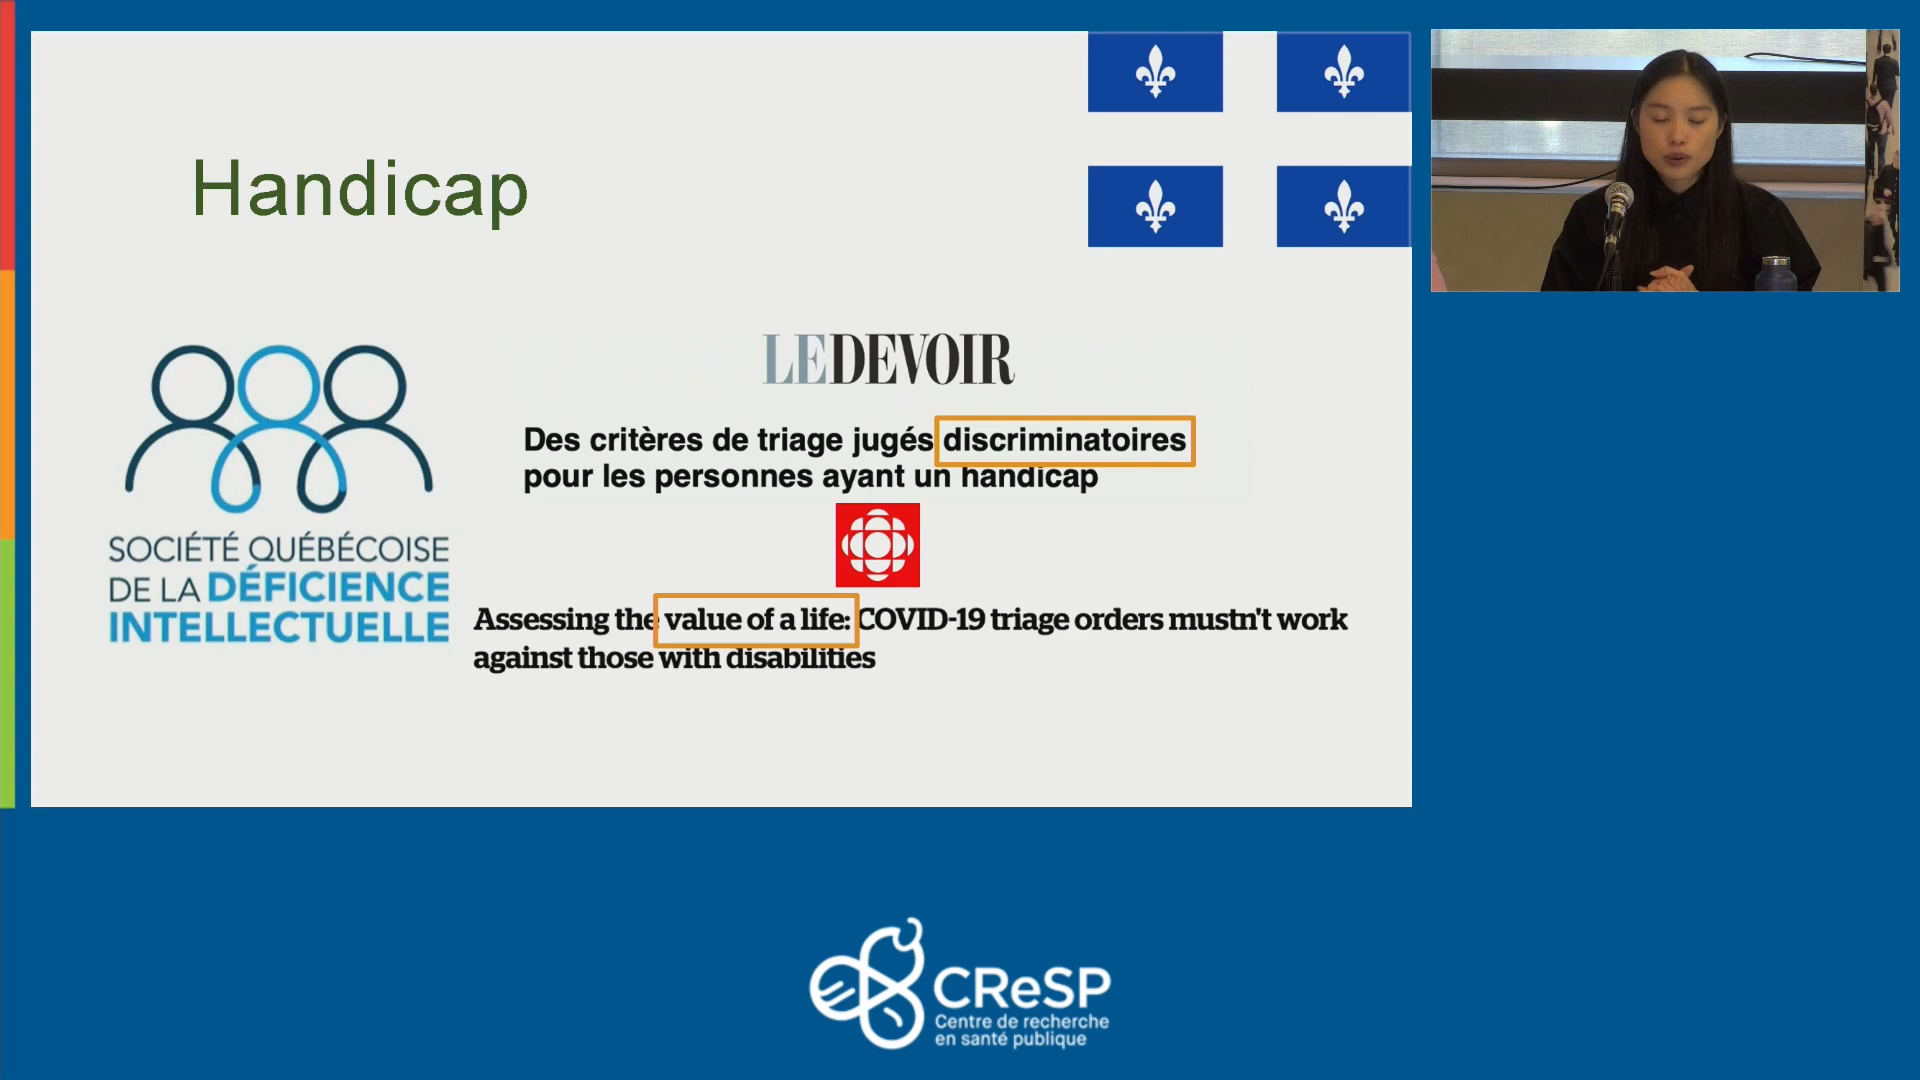 Handicap
LE DEVOIR
Des critères de triage jugés discriminatoires
pour les personnes ayant un handicap
SOCIÉTÉ QUÉBÉCOISE
DE LA DÉFICIENCE
INTELLECTUELLE
Assessing the value of a life: COVID-19 triage orders mustn't work
against those with disabilities
CReSP
Centre de recherche
en santé publique